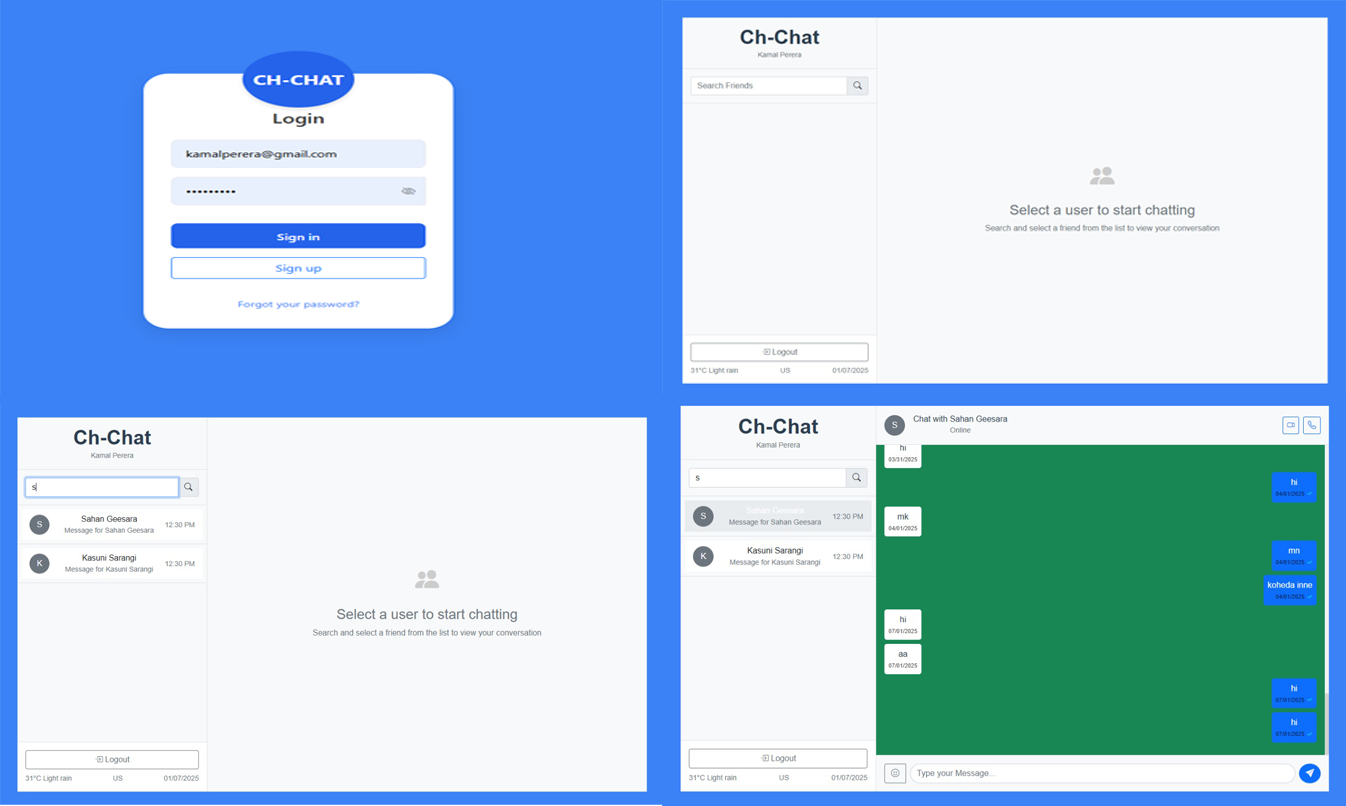 CH-CHAT
Login
kamalperera@gmail.com
•••••••••
Sign in
Sign up
Forgot your password?
Ch-Chat
Kamal Perera
Search Friends
Select a user to start chatting
Search and select a friend from the list to view your conversation
Logout
31°C Light rain US 01/07/2025
Ch-Chat
Kamal Perera
s
S Sahan Geesara
Message for Sahan Geesara 12:30 PM
K Kasuni Sarangi
Message for Kasuni Sarangi 12:30 PM
Select a user to start chatting
Search and select a friend from the list to view your conversation
Logout
31°C Light rain US 01/07/2025
Ch-Chat
Kamal Perera
s
S Sahan Geesara
Message for Sahan Geesara 12:30 PM
K Kasuni Sarangi
Message for Kasuni Sarangi 12:30 PM
Logout
31°C Light rain US 01/07/2025
S Chat with Sahan Geesara
Online
hi
03/31/2025
hi
04/01/2025
mk
04/01/2025
mn
04/01/2025
koheda inne
04/01/2025
hi
07/01/2025
aa
07/01/2025
hi
07/01/2025
hi
07/01/2025
Type your Message...